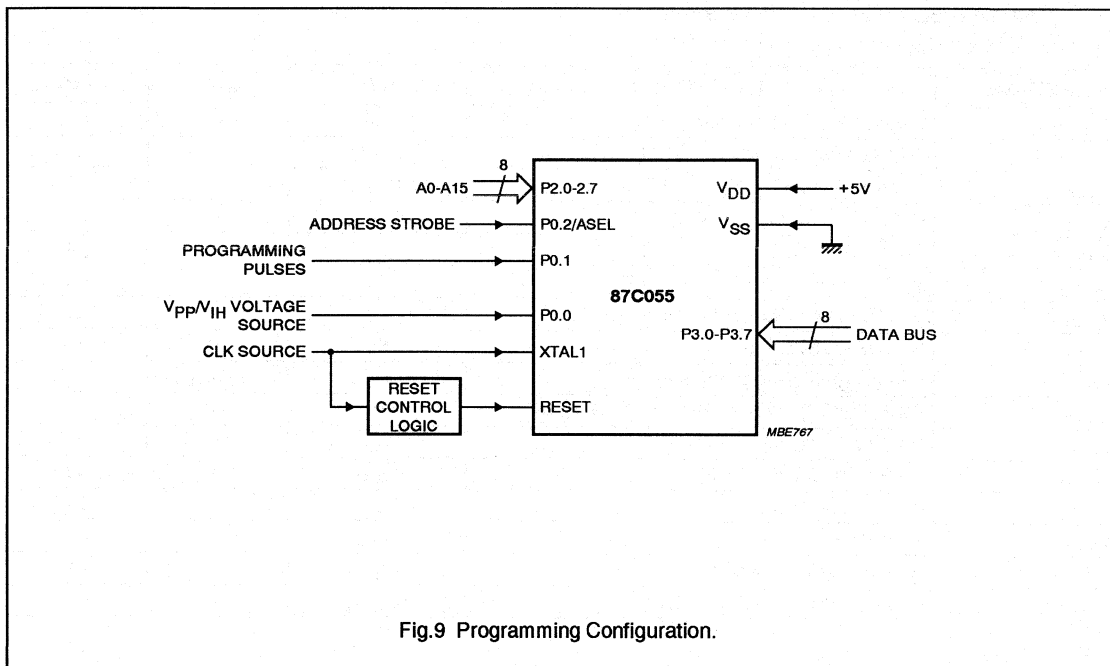 8
A0-A15
P2.0-2.7
ADDRESS STROBE
P0.2/ASEL
PROGRAMMING
PULSES
P0.1
VPP/VIH VOLTAGE
SOURCE
P0.0
CLK SOURCE
XTAL1
RESET
CONTROL
LOGIC
RESET
87C055
VDD
+5V
VSS
P3.0-P3.7
8
DATA BUS
MBE767
Fig.9 Programming Configuration.